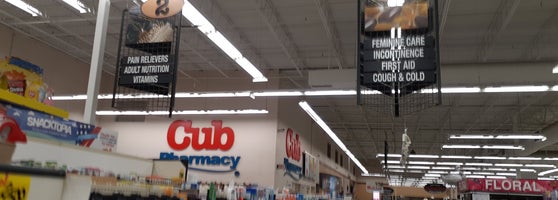 2
PAIN RELIEVERS
ADULT NUTRITION
VITAMINS
FEMININE CARE
INCONTINENCE
FIRST AID
COUGH & COLD
SNACKTOPIA
Cub
Pharmacy
Cub
FLORAL